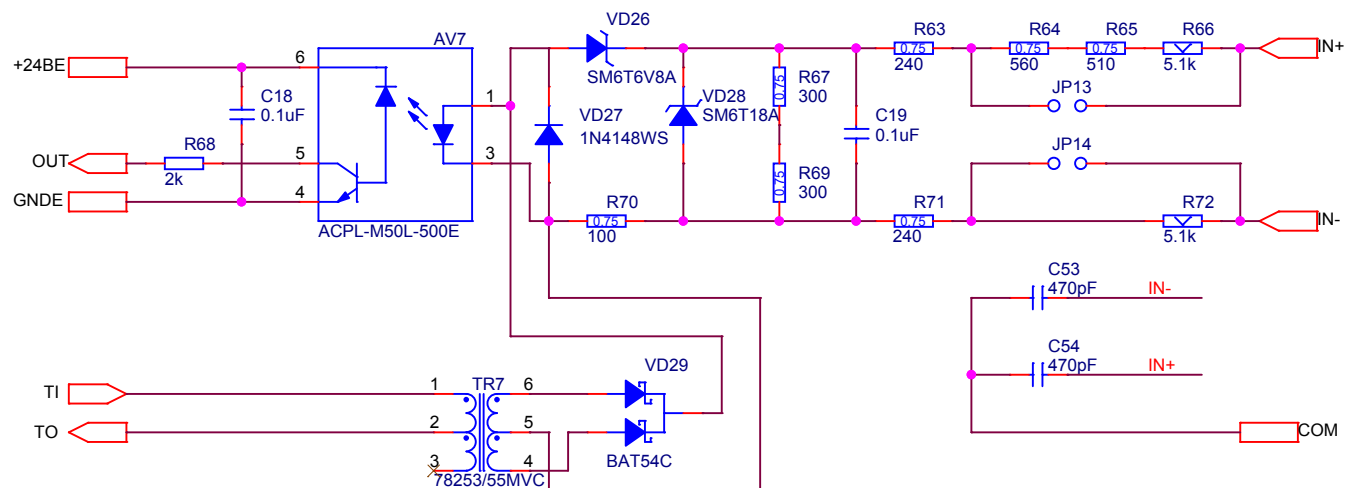 VD26
SM6T6V8A
R63
0.75
240
R64
0.75
560
R65
0.75
510
R66
5.1k
IN+
JP13
AV7
+24BE
6
C18
0.1uF
1
VD27
1N4148WS
VD28
SM6T18A
0.75
R67
300
C19
0.1uF
OUT
R68
2k
5
3
JP14
0.75
R69
300
GNDE
4
ACPL-M50L-500E
R70
0.75
100
R71
0.75
240
R72
5.1k
IN-
C53
470pF
IN-
C54
470pF
IN+
VD29
TI
1
TR7
6
TO
2
5
COM
3
4
BAT54C
78253/55MVC